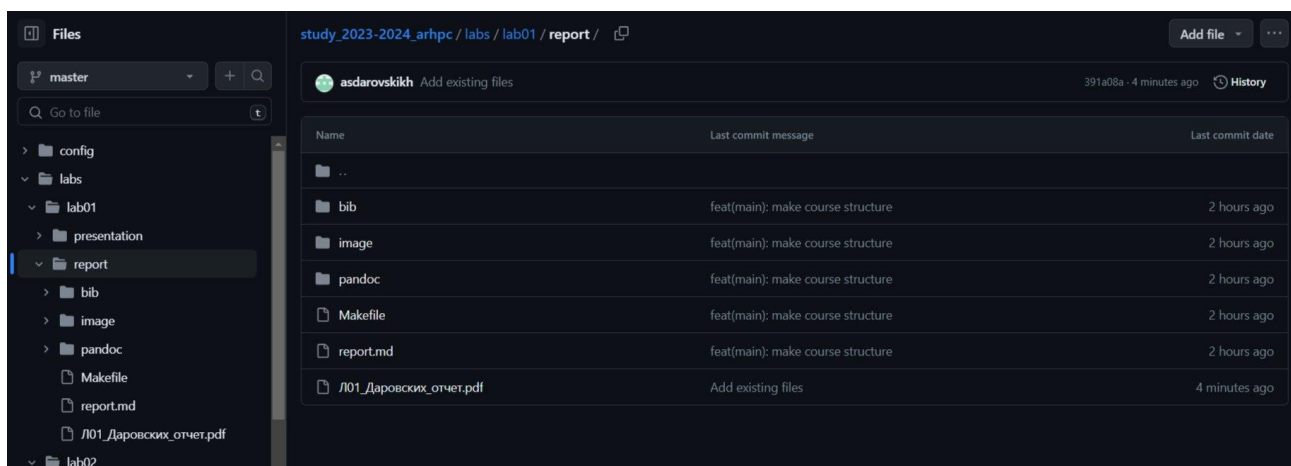 Files
master
Go to file
t
config
labs
lab01
presentation
report
bib
image
pandoc
Makefile
report.md
Л01_Даровских_отчет.pdf
lab02
study_2023-2024_arhpc / labs / lab01 / report /
Add file
asdarovskikh Add existing files
391a08a · 4 minutes ago History
Name Last commit message Last commit date
..
bib feat(main): make course structure 2 hours ago
image feat(main): make course structure 2 hours ago
pandoc feat(main): make course structure 2 hours ago
Makefile feat(main): make course structure 2 hours ago
report.md feat(main): make course structure 2 hours ago
Л01_Даровских_отчет.pdf Add existing files 4 minutes ago